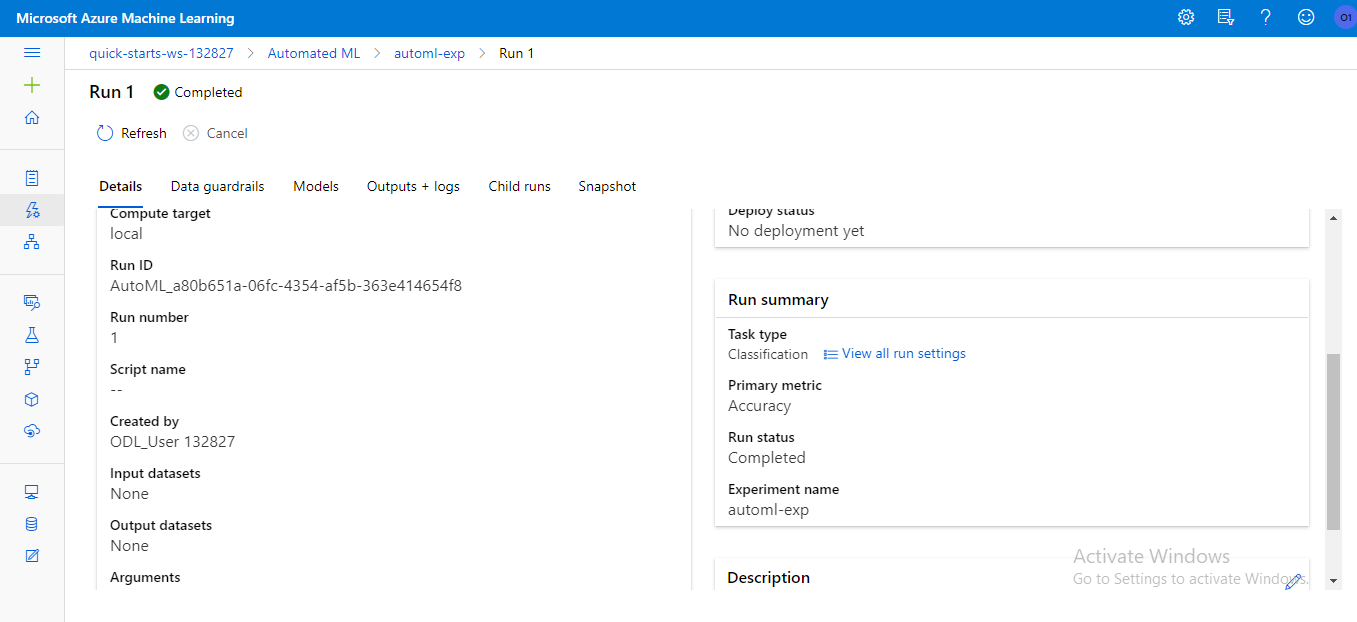 Microsoft Azure Machine Learning
O1
quick-starts-ws-132827 > Automated ML > automl-exp > Run 1
Run 1 Completed
Refresh Cancel
Details Data guardrails Models Outputs + logs Child runs Snapshot
Compute target
local
Run ID
AutoML_a80b651a-06fc-4354-af5b-363e414654f8
Run number
1
Script name
--
Created by
ODL_User 132827
Input datasets
None
Output datasets
None
Arguments
Deploy status
No deployment yet
Run summary
Task type
Classification View all run settings
Primary metric
Accuracy
Run status
Completed
Experiment name
automl-exp
Description
Activate Windows
Go to Settings to activate Windows.